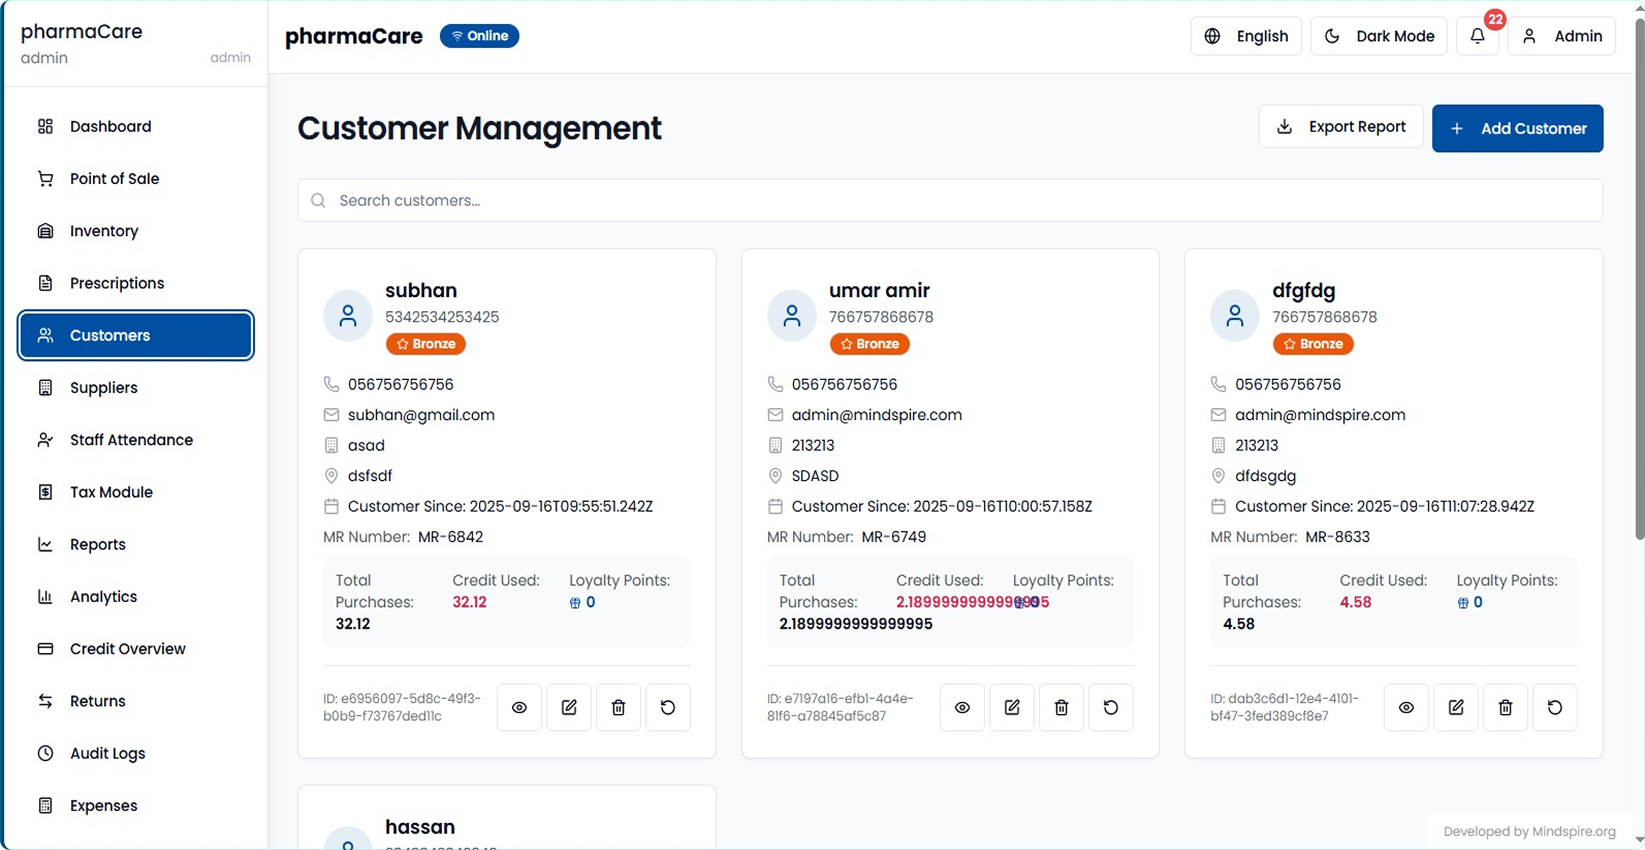 pharmaCare
admin
admin
Dashboard
Point of Sale
Inventory
Prescriptions
Customers
Suppliers
Staff Attendance
Tax Module
Reports
Analytics
Credit Overview
Returns
Audit Logs
Expenses
pharmaCare
Online
English
Dark Mode
22
Admin
Customer Management
Export Report
Add Customer
Search customers...
subhan
5342534253425
Bronze
056756756756
subhan@gmail.com
asad
dsfsdf
Customer Since: 2025-09-16T09:55:51.242Z
MR Number: MR-6842
Total Purchases:
32.12
Credit Used:
32.12
Loyalty Points:
0
ID: e6956097-5d8c-49f3-
b0b9-f73767ded11c
umar amir
766757868678
Bronze
056756756756
admin@mindspire.com
213213
SDASD
Customer Since: 2025-09-16T10:00:57.158Z
MR Number: MR-6749
Total Purchases:
2.1899999999999995
Credit Used:
2.1899999999999995
Loyalty Points:
0
ID: e7197a16-efb1-4a4e-
81f6-a78845af5c87
dfgfdg
766757868678
Bronze
056756756756
admin@mindspire.com
213213
dfdsgdg
Customer Since: 2025-09-16T11:07:28.942Z
MR Number: MR-8633
Total Purchases:
4.58
Credit Used:
4.58
Loyalty Points:
0
ID: dab3c6d1-12e4-4101-
bf47-3fed389cf8e7
hassan
Developed by Mindspire.org